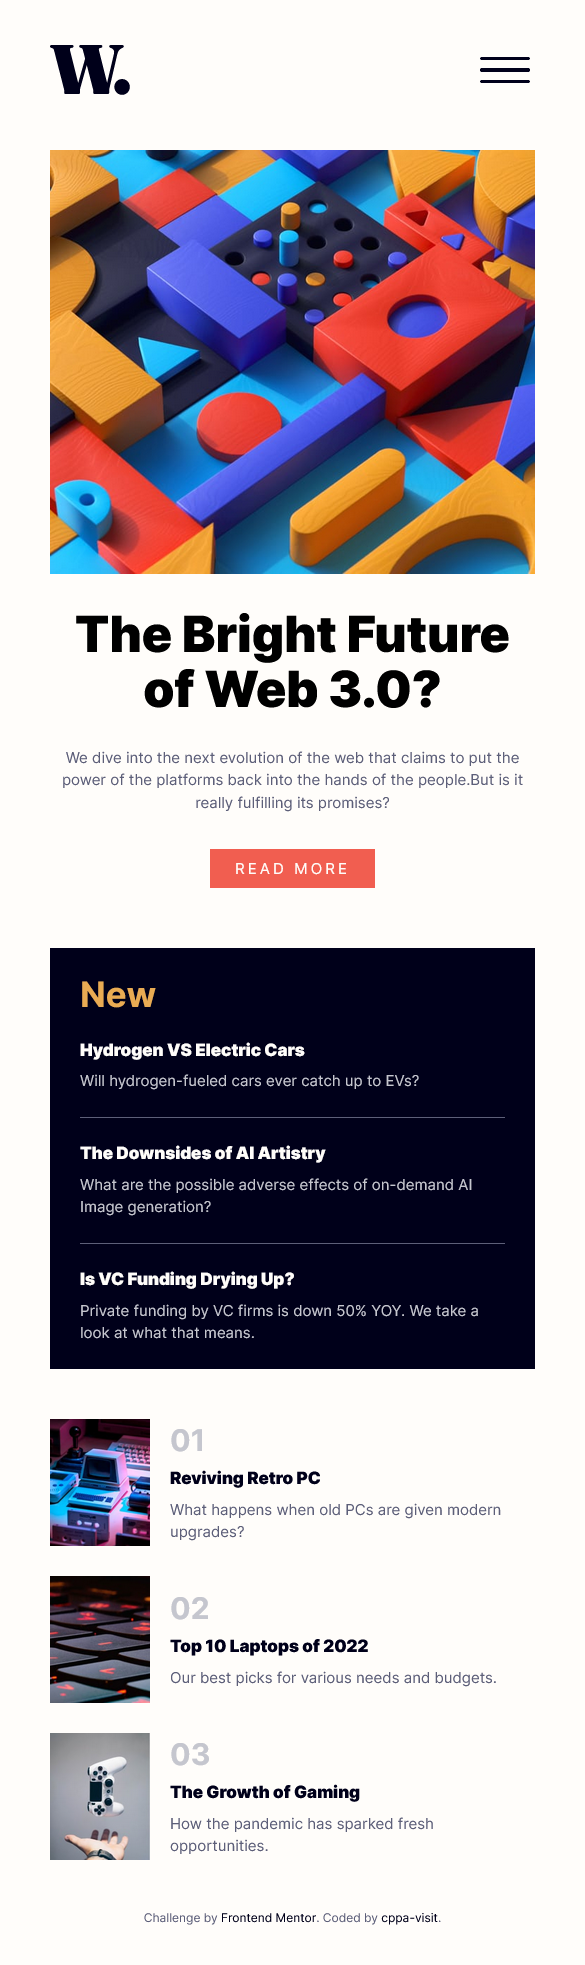 W.
The Bright Future
of Web 3.0?
We dive into the next evolution of the web that claims to put the
power of the platforms back into the hands of the people.But is it
really fulfilling its promises?
READ MORE
New
Hydrogen VS Electric Cars
Will hydrogen-fueled cars ever catch up to EVs?
The Downsides of AI Artistry
What are the possible adverse effects of on-demand AI
Image generation?
Is VC Funding Drying Up?
Private funding by VC firms is down 50% YOY. We take a
look at what that means.
01
Reviving Retro PC
What happens when old PCs are given modern
upgrades?
02
Top 10 Laptops of 2022
Our best picks for various needs and budgets.
03
The Growth of Gaming
How the pandemic has sparked fresh
opportunities.
Challenge by Frontend Mentor. Coded by cppa-visit.